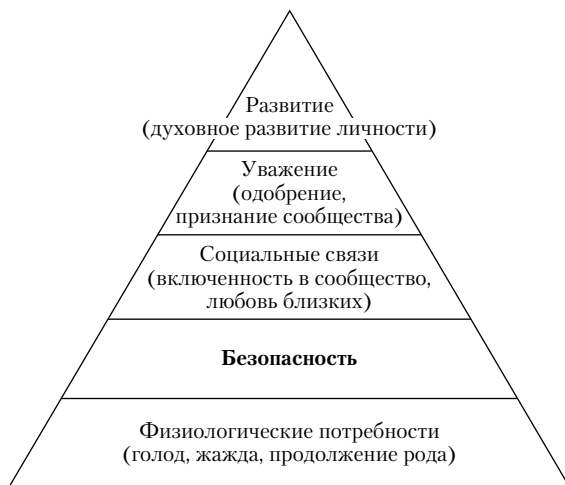 Развитие
(духовное развитие личности)
Уважение
(одобрение,
признание сообщества)
Социальные связи
(включенность в сообщество,
любовь близких)
Безопасность
Физиологические потребности
(голод, жажда, продолжение рода)